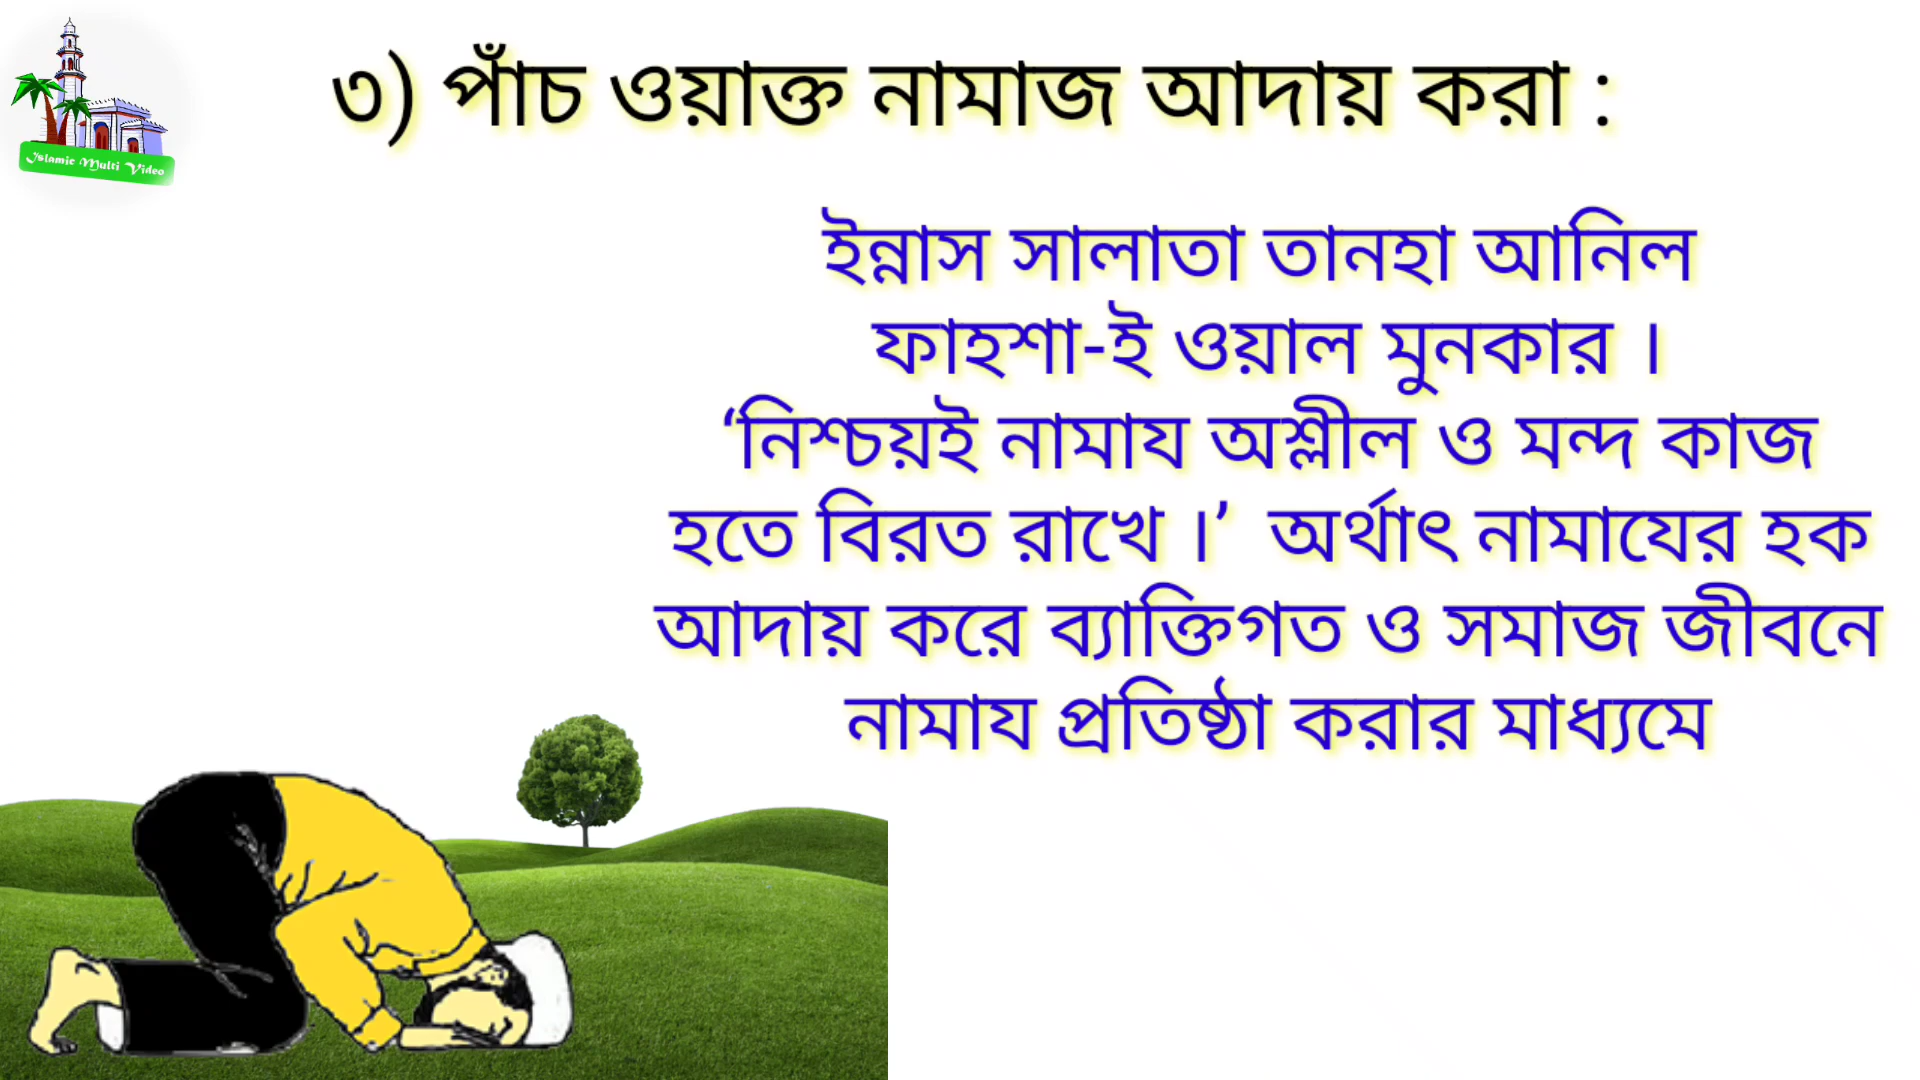 Islamic Multi Video
৩) পাঁচ ওয়াক্ত নামাজ আদায় করা :
ইন্নাস সালাতা তানহা আনিল
ফাহশা-ই ওয়াল মুনকার ।
‘নিশ্চয়ই নামায অশ্লীল ও মন্দ কাজ
হতে বিরত রাখে ।’ অর্থাৎ নামাযের হক
আদায় করে ব্যাক্তিগত ও সমাজ জীবনে
নামায প্রতিষ্ঠা করার মাধ্যমে